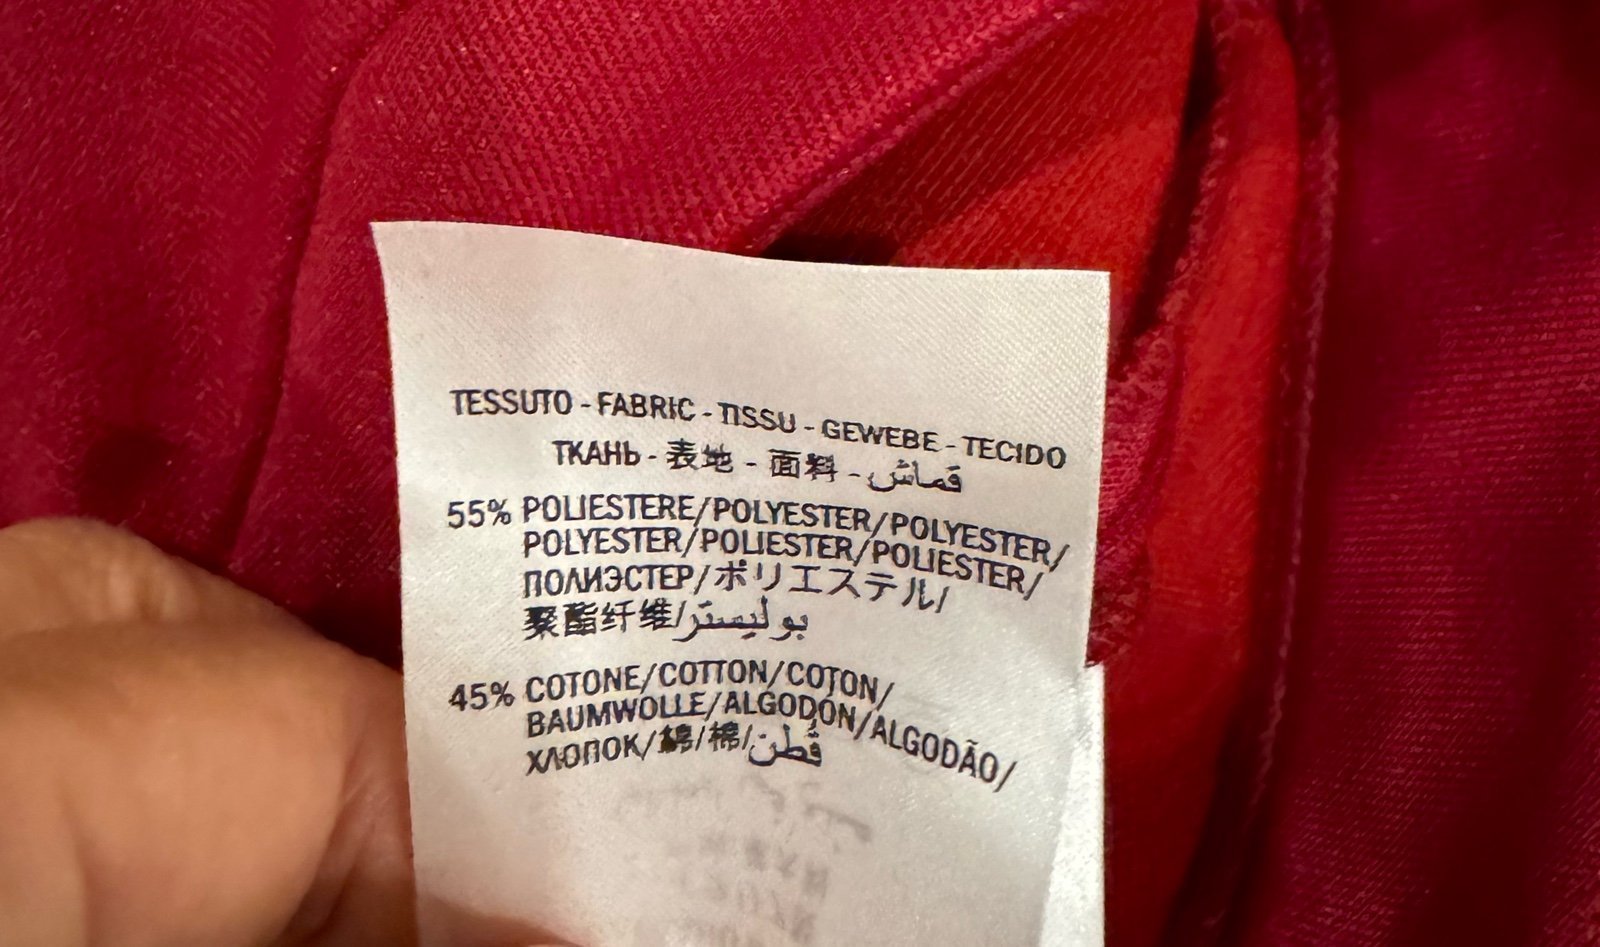 TESSUTO - FABRIC - TISSU - GEWEBE - TECIDO
ТКАНЬ - 表地 - 面料 - قماش
55% POLIESTERE/POLYESTER/POLYESTER/
POLYESTER/POLIESTER/POLIESTER/
ПОЛИЭСТЕР/ポリエステル/
聚酯纤维/بوليستر
45% COTONE/COTTON/COTON/
BAUMWOLLE/ALGODÓN/ALGODÃO/
ХЛОПОК/綿/棉/قطن